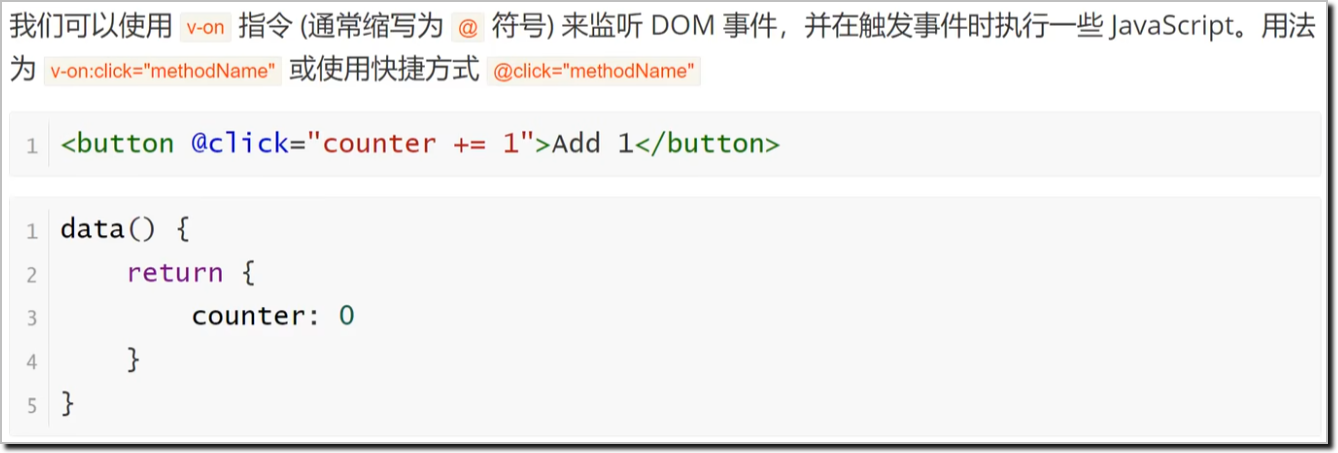 我们可以使用 v-on 指令 (通常缩写为 @ 符号) 来监听 DOM 事件，并在触发事件时执行一些 JavaScript。用法
为 v-on:click="methodName" 或使用快捷方式 @click="methodName"
1 <button @click="counter += 1">Add 1</button>
1 data() {
2     return {
3         counter: 0
4     }
5 }